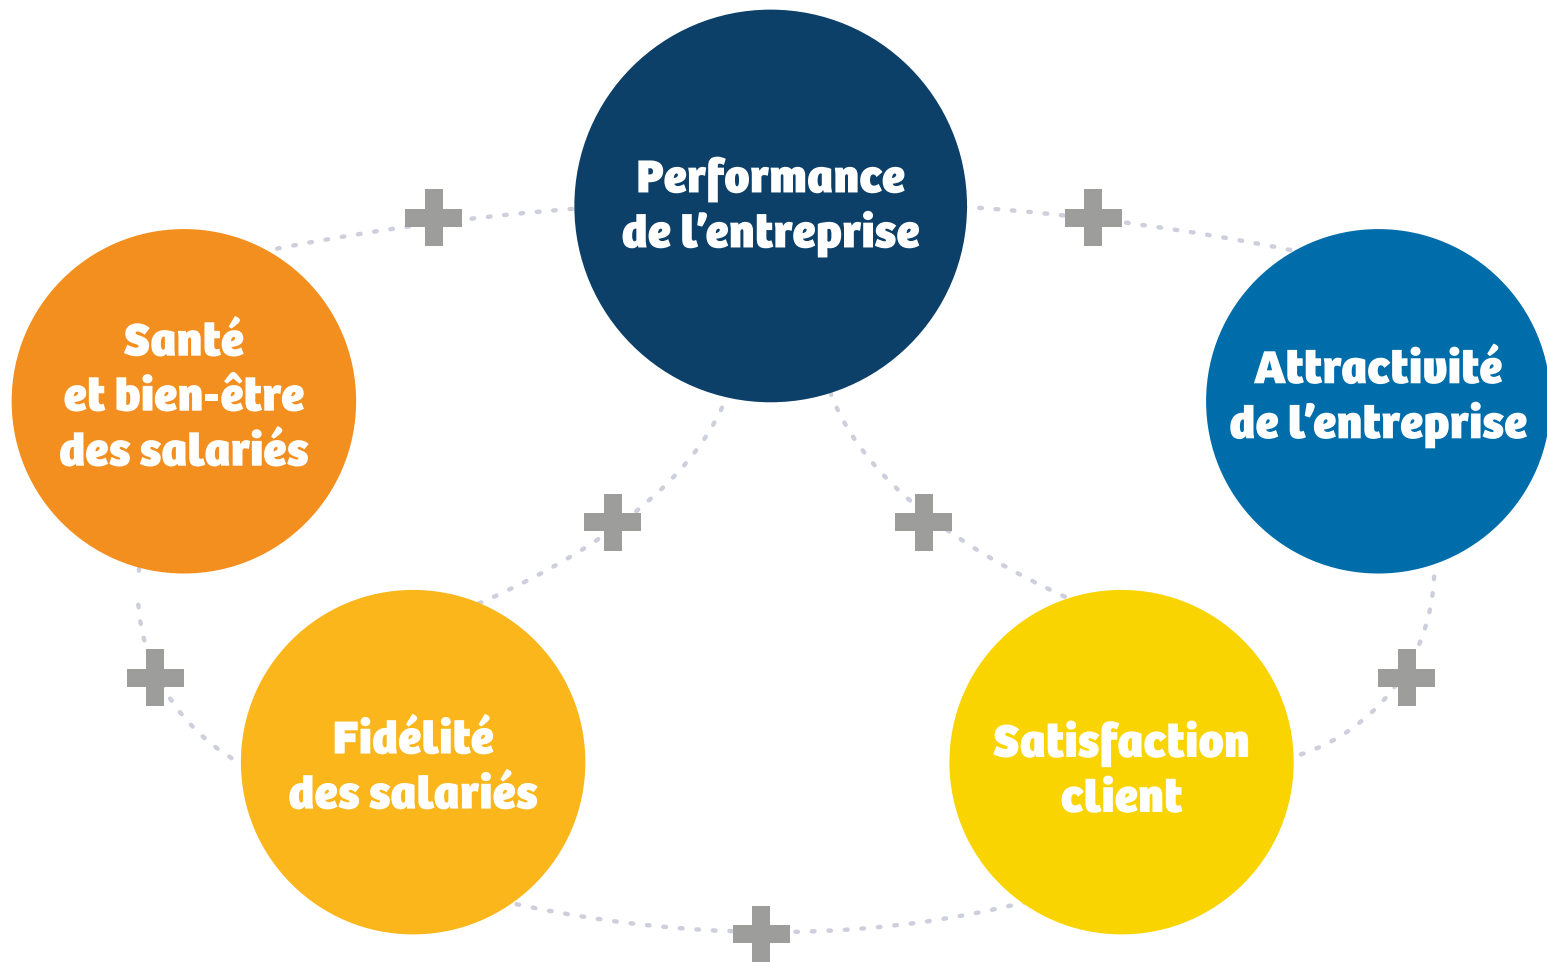 Performance
de l'entreprise
Santé
et bien-être
des salariés
Attractivité
de l'entreprise
Fidélité
des salariés
Satisfaction
client